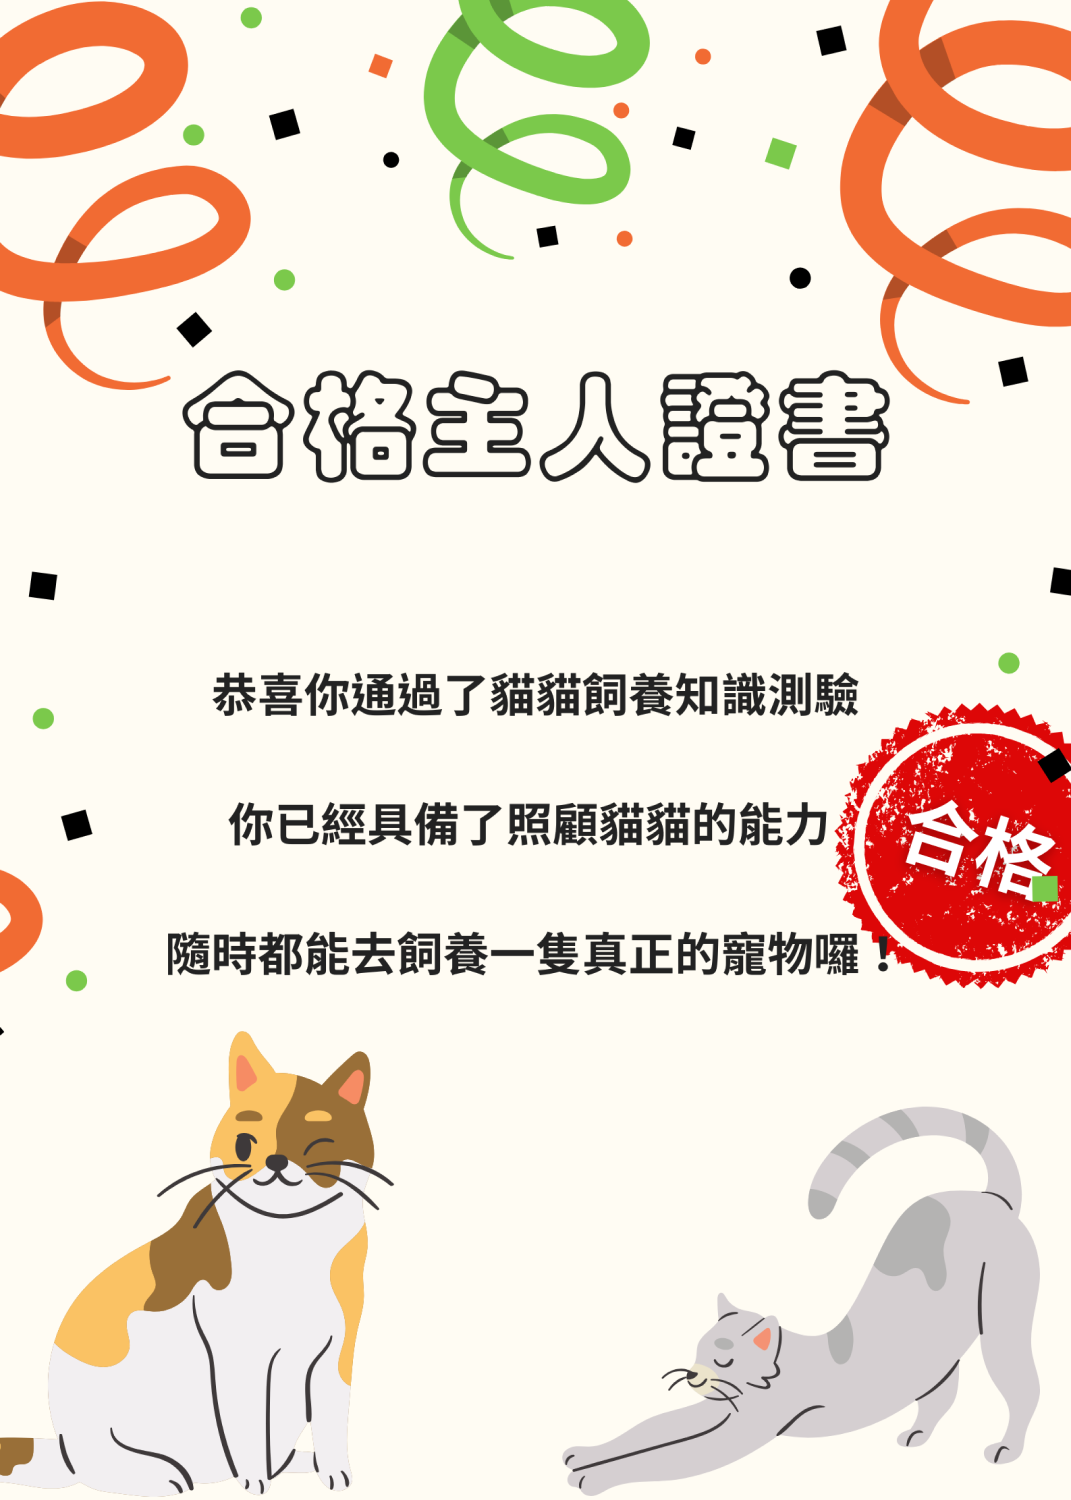 合格主人證書
恭喜你通過了貓貓飼養知識測驗
你已經具備了照顧貓貓的能力
合格
隨時都能去飼養一隻真正的寵物囉！